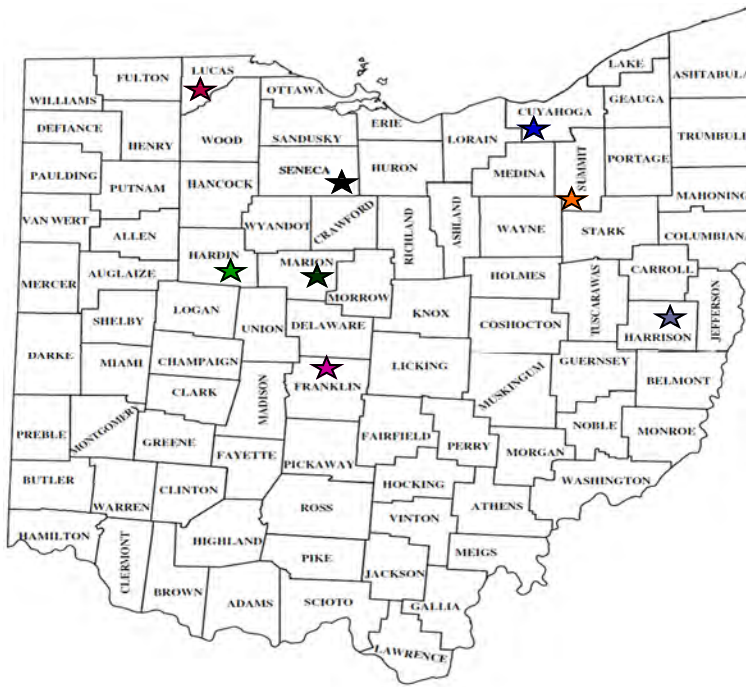 LAKE
LUCAS
FULTON
OTTAWA
ASHTABULA
WILLIAMS
GEAUGA
CUYAHOGA
DEFIANCE
ERIE
TRUMBULL
WOOD
SANDUSKY
LORAIN
HENRY
PORTAGE
SUMMIT
SENECA
HURON
MEDINA
PAULDING
HANCOCK
PUTNAM
MAHONING
VAN WERT
WYANDOT
CRAWFORD
RICHLAND
ASHLAND
WAYNE
STARK
ALLEN
COLUMBIANA
HARDIN
MARION
MERCER
AUGLAIZE
HOLMES
CARROLL
MORROW
TUSCARAWAS
JEFFERSON
LOGAN
KNOX
SHELBY
UNION
DELAWARE
COSHOCTON
HARRISON
DARKE
MIAMI
CHAMPAIGN
LICKING
GUERNSEY
BELMONT
CLARK
MADISON
FRANKLIN
MUSKINGUM
MONTGOMERY
NOBLE
PREBLE
GREENE
FAIRFIELD
PERRY
MONROE
FAYETTE
PICKAWAY
MORGAN
BUTLER
HOCKING
WASHINGTON
CLINTON
WARREN
ROSS
ATHENS
VINTON
HAMILTON
CLERMONT
HIGHLAND
PIKE
MEIGS
JACKSON
BROWN
ADAMS
SCIOTO
GALLIA
LAWRENCE